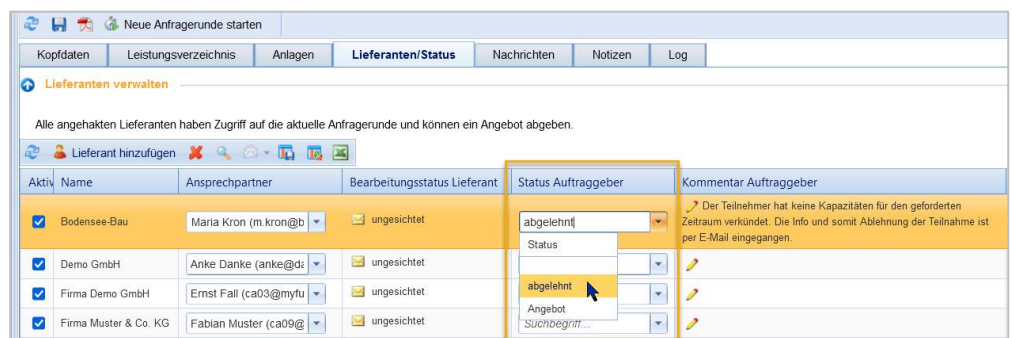 Neue Anfragerunde starten
Kopfdaten Leistungsverzeichnis Anlagen Lieferanten/Status Nachrichten Notizen Log
Lieferanten verwalten
Alle angehakten Lieferanten haben Zugriff auf die aktuelle Anfragerunde und können ein Angebot abgeben.
Lieferant hinzufügen
Aktiv Name Ansprechpartner Bearbeitungsstatus Lieferant Status Auftraggeber Kommentar Auftraggeber
Bodensee-Bau Maria Kron (m.kron@b ungesichtet abgelehnt
Der Teilnehmer hat keine Kapazitäten für den geforderten
Zeitraum verkündet. Die Info und somit Ablehnung der Teilnahme ist
per E-Mail eingegangen.
Status
Demo GmbH Anke Danke (anke@da ungesichtet
abgelehnt
Firma Demo GmbH Ernst Fall (ca03@myfu ungesichtet
Angebot
Firma Muster & Co. KG Fabian Muster (ca09@ ungesichtet Suchbegriff...